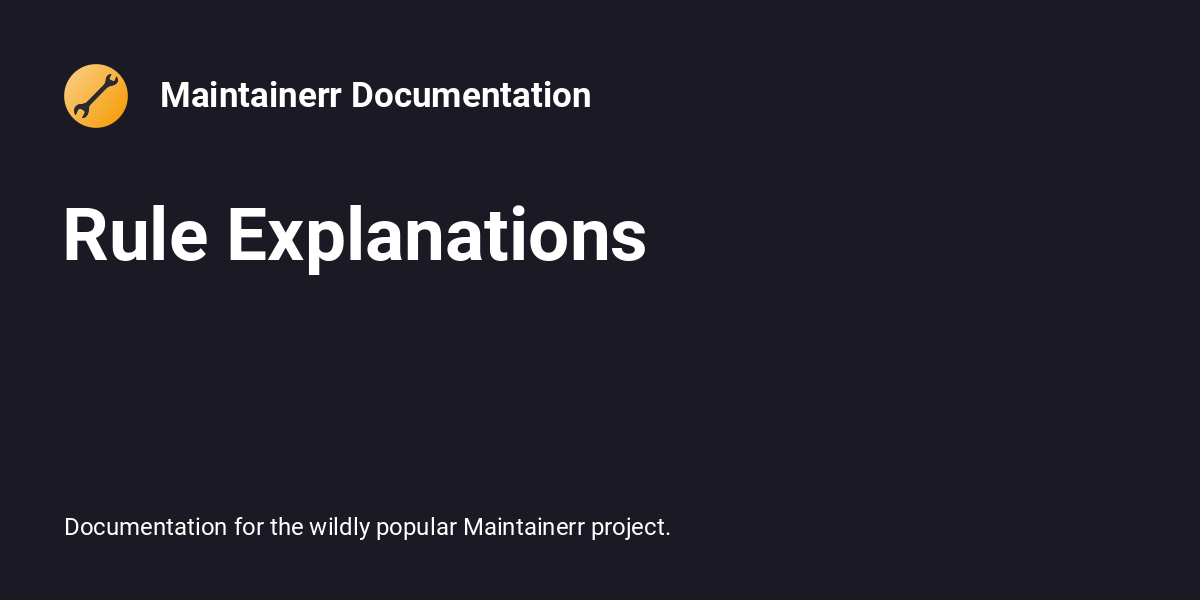 Maintainerr Documentation
Rule Explanations
Documentation for the wildly popular Maintainerr project.